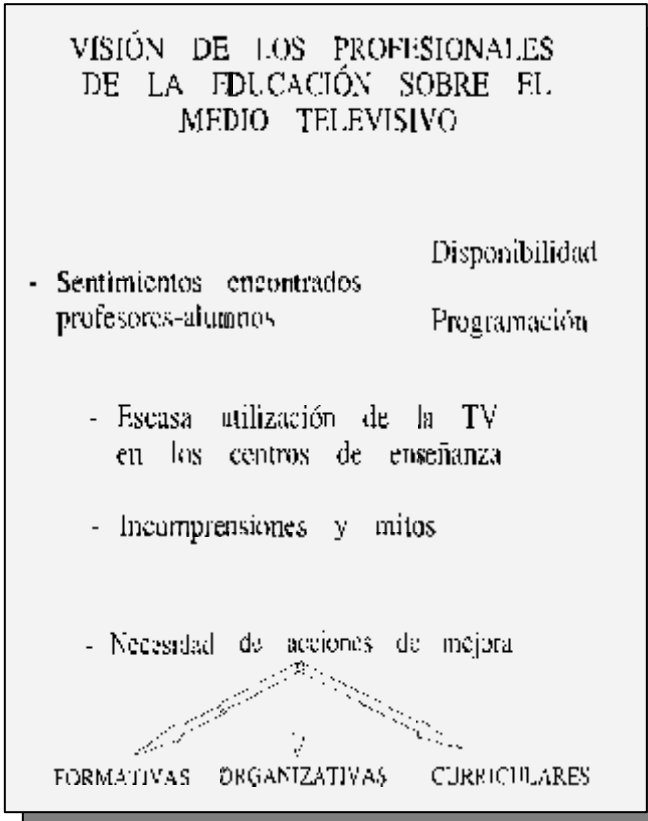 VISIÓN DE LOS PROFESIONALES
DE LA EDUCACIÓN SOBRE EL
MEDIO TELEVISIVO
Disponibilidad
- Sentimientos encontrados
profesores-alumnos
Programación
- Escasa utilización de la TV
en los centros de enseñanza
- Incomprensiones y mitos
- Necesidad de acciones de mejora
FORMATIVAS ORGANIZATIVAS CURRICULARES